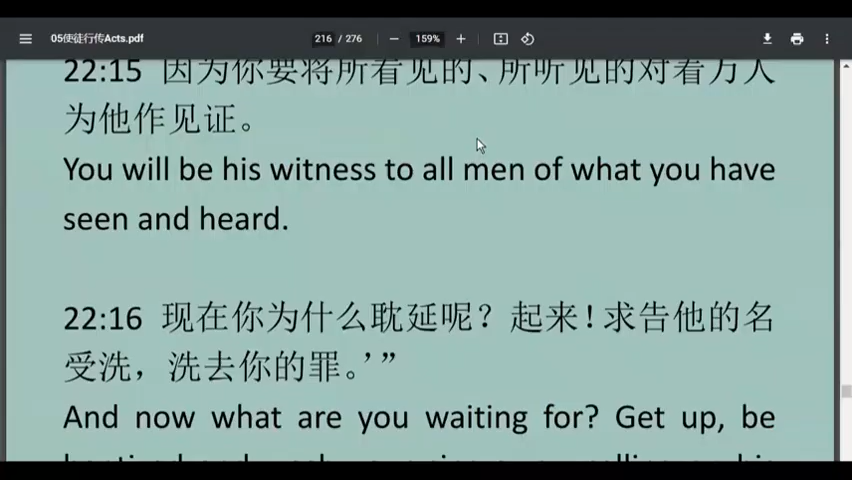 05使徒行传Acts.pdf
216 / 276
159%
22:15 因为你要将所看见的、所听见的对着万人
为他作见证。
You will be his witness to all men of what you have
seen and heard.
22:16 现在你为什么耽延呢？起来！求告他的名
受洗，洗去你的罪。’”
And now what are you waiting for? Get up, be